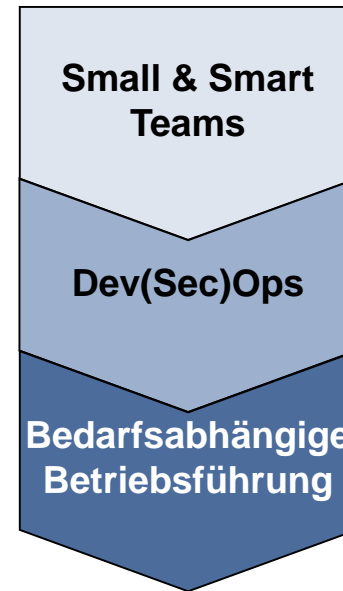 Small & Smart
Teams
Dev(Sec)Ops
Bedarfsabhängige
Betriebsführung